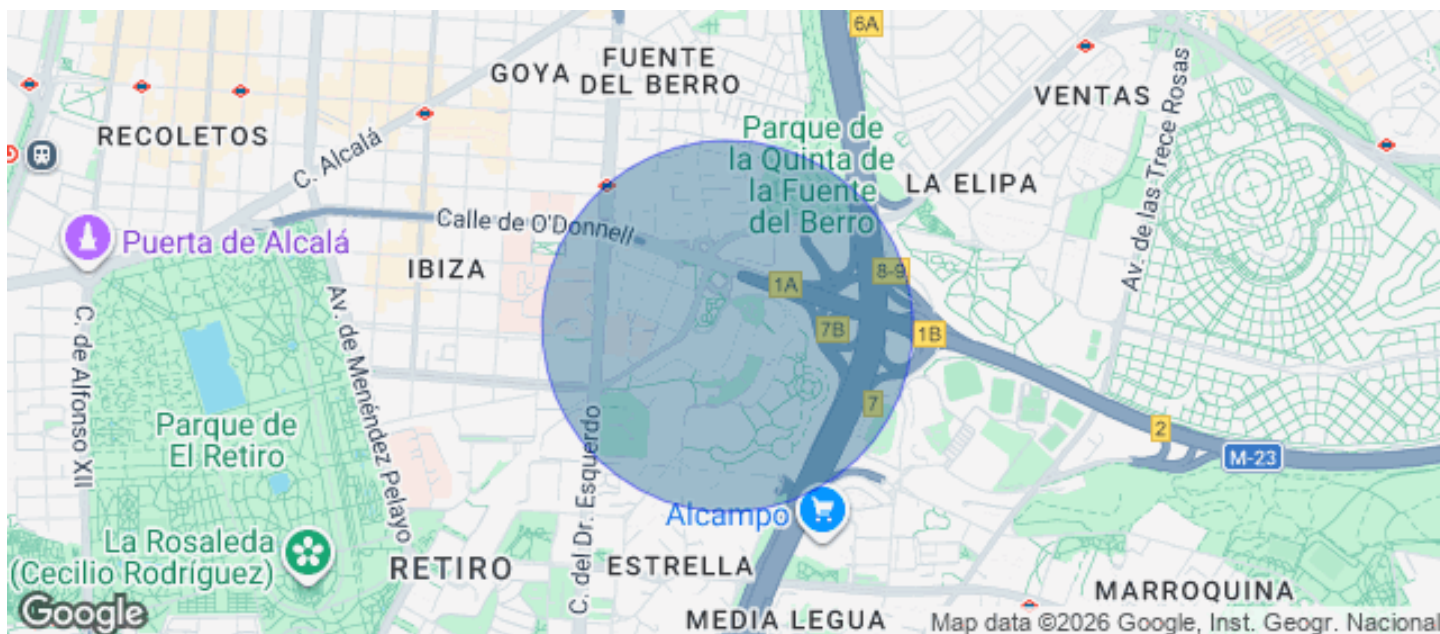 6A
FUENTE
DEL BERRO
GOYA
VENTAS
RECOLETOS
C. Alcalá
Parque de
la Quinta de
la Fuente
del Berro
LA ELIPA
Av. de las Trece Rosas
Calle de O'Donnell
Puerta de Alcalá
IBIZA
8-9
1A
7B
1B
C. de Alfonso XII
Av. de Menéndez Pelayo
7
Parque de
El Retiro
C. del Dr. Esquerdo
2
M-23
Alcampo
La Rosaleda
(Cecilio Rodríguez)
RETIRO
ESTRELLA
MARROQUINA
MEDIA LEGUA
Google
Map data ©2026 Google, Inst. Geogr. Nacional